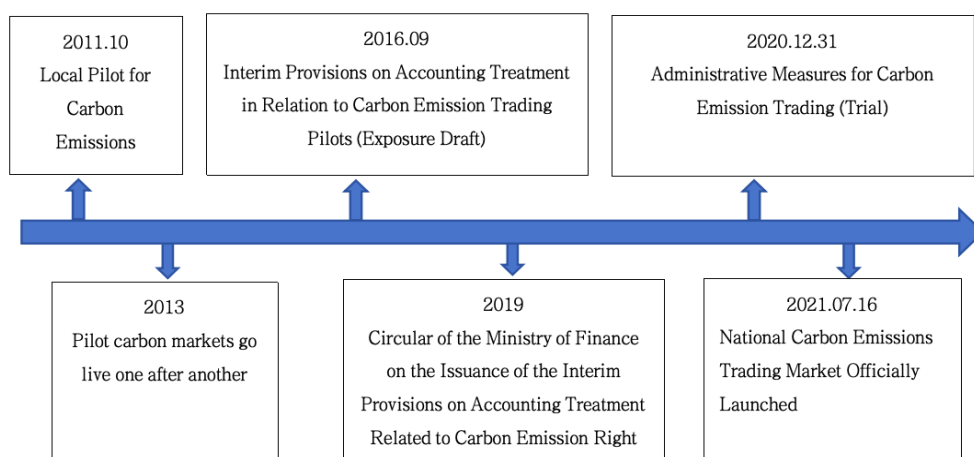 2011.10
Local Pilot for
Carbon
Emissions
2016.09
Interim Provisions on Accounting Treatment
in Relation to Carbon Emission Trading
Pilots (Exposure Draft)
2020.12.31
Administrative Measures for Carbon
Emission Trading (Trial)
2013
Pilot carbon markets go
live one after another
2019
Circular of the Ministry of Finance
on the Issuance of the Interim
Provisions on Accounting Treatment
Related to Carbon Emission Right
2021.07.16
National Carbon Emissions
Trading Market Officially
Launched